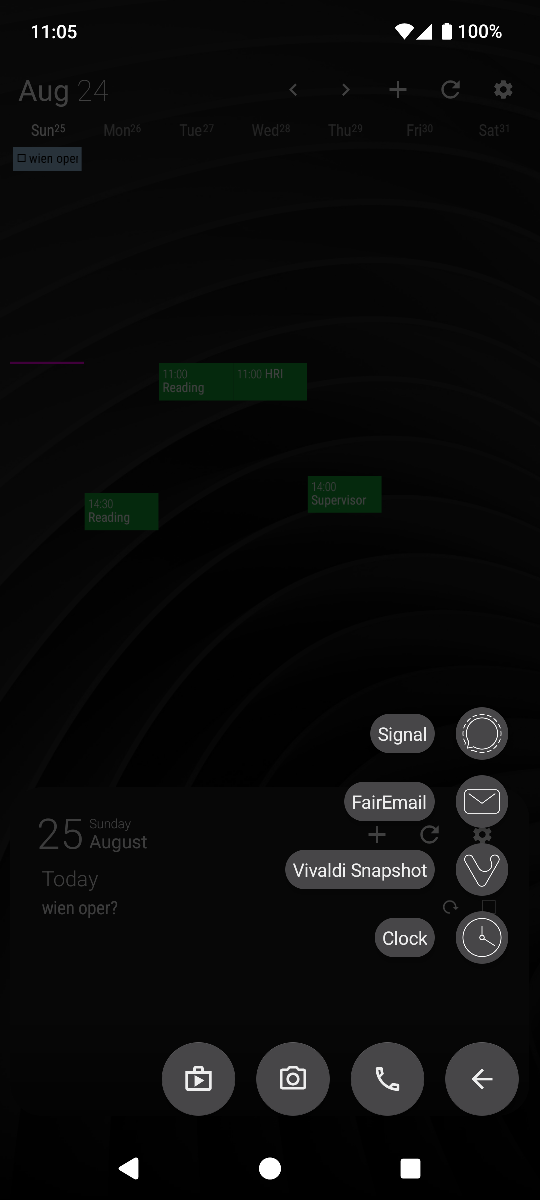 11:05
100%
Aug 24
Sun25 Mon26 Tue27 Wed28 Thu29 Fri30 Sat31
wien oper
11:00 Reading
11:00 HRI
14:00 Supervisor
14:30 Reading
Signal
FairEmail
25 Sunday August
Vivaldi Snapshot
Today
wien oper?
Clock